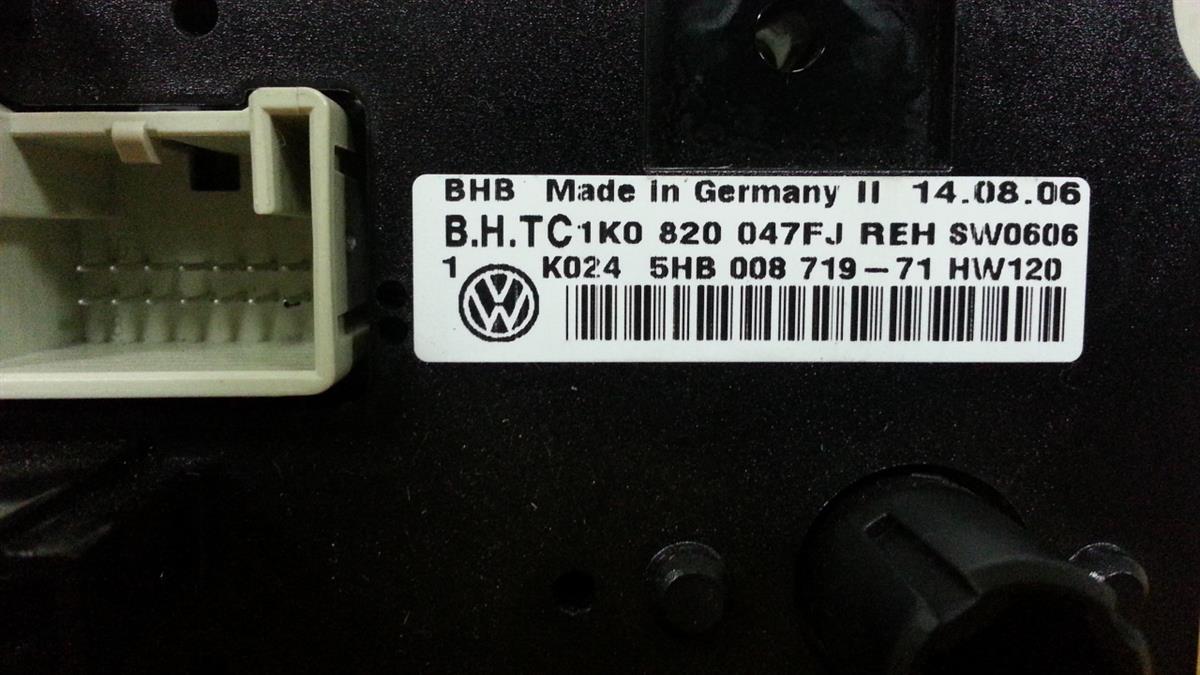 BHB Made in Germany II 14.08.06
B.H.TC 1K0 820 047FJ REH SW0606
1 K024 5HB 008 719-71 HW120